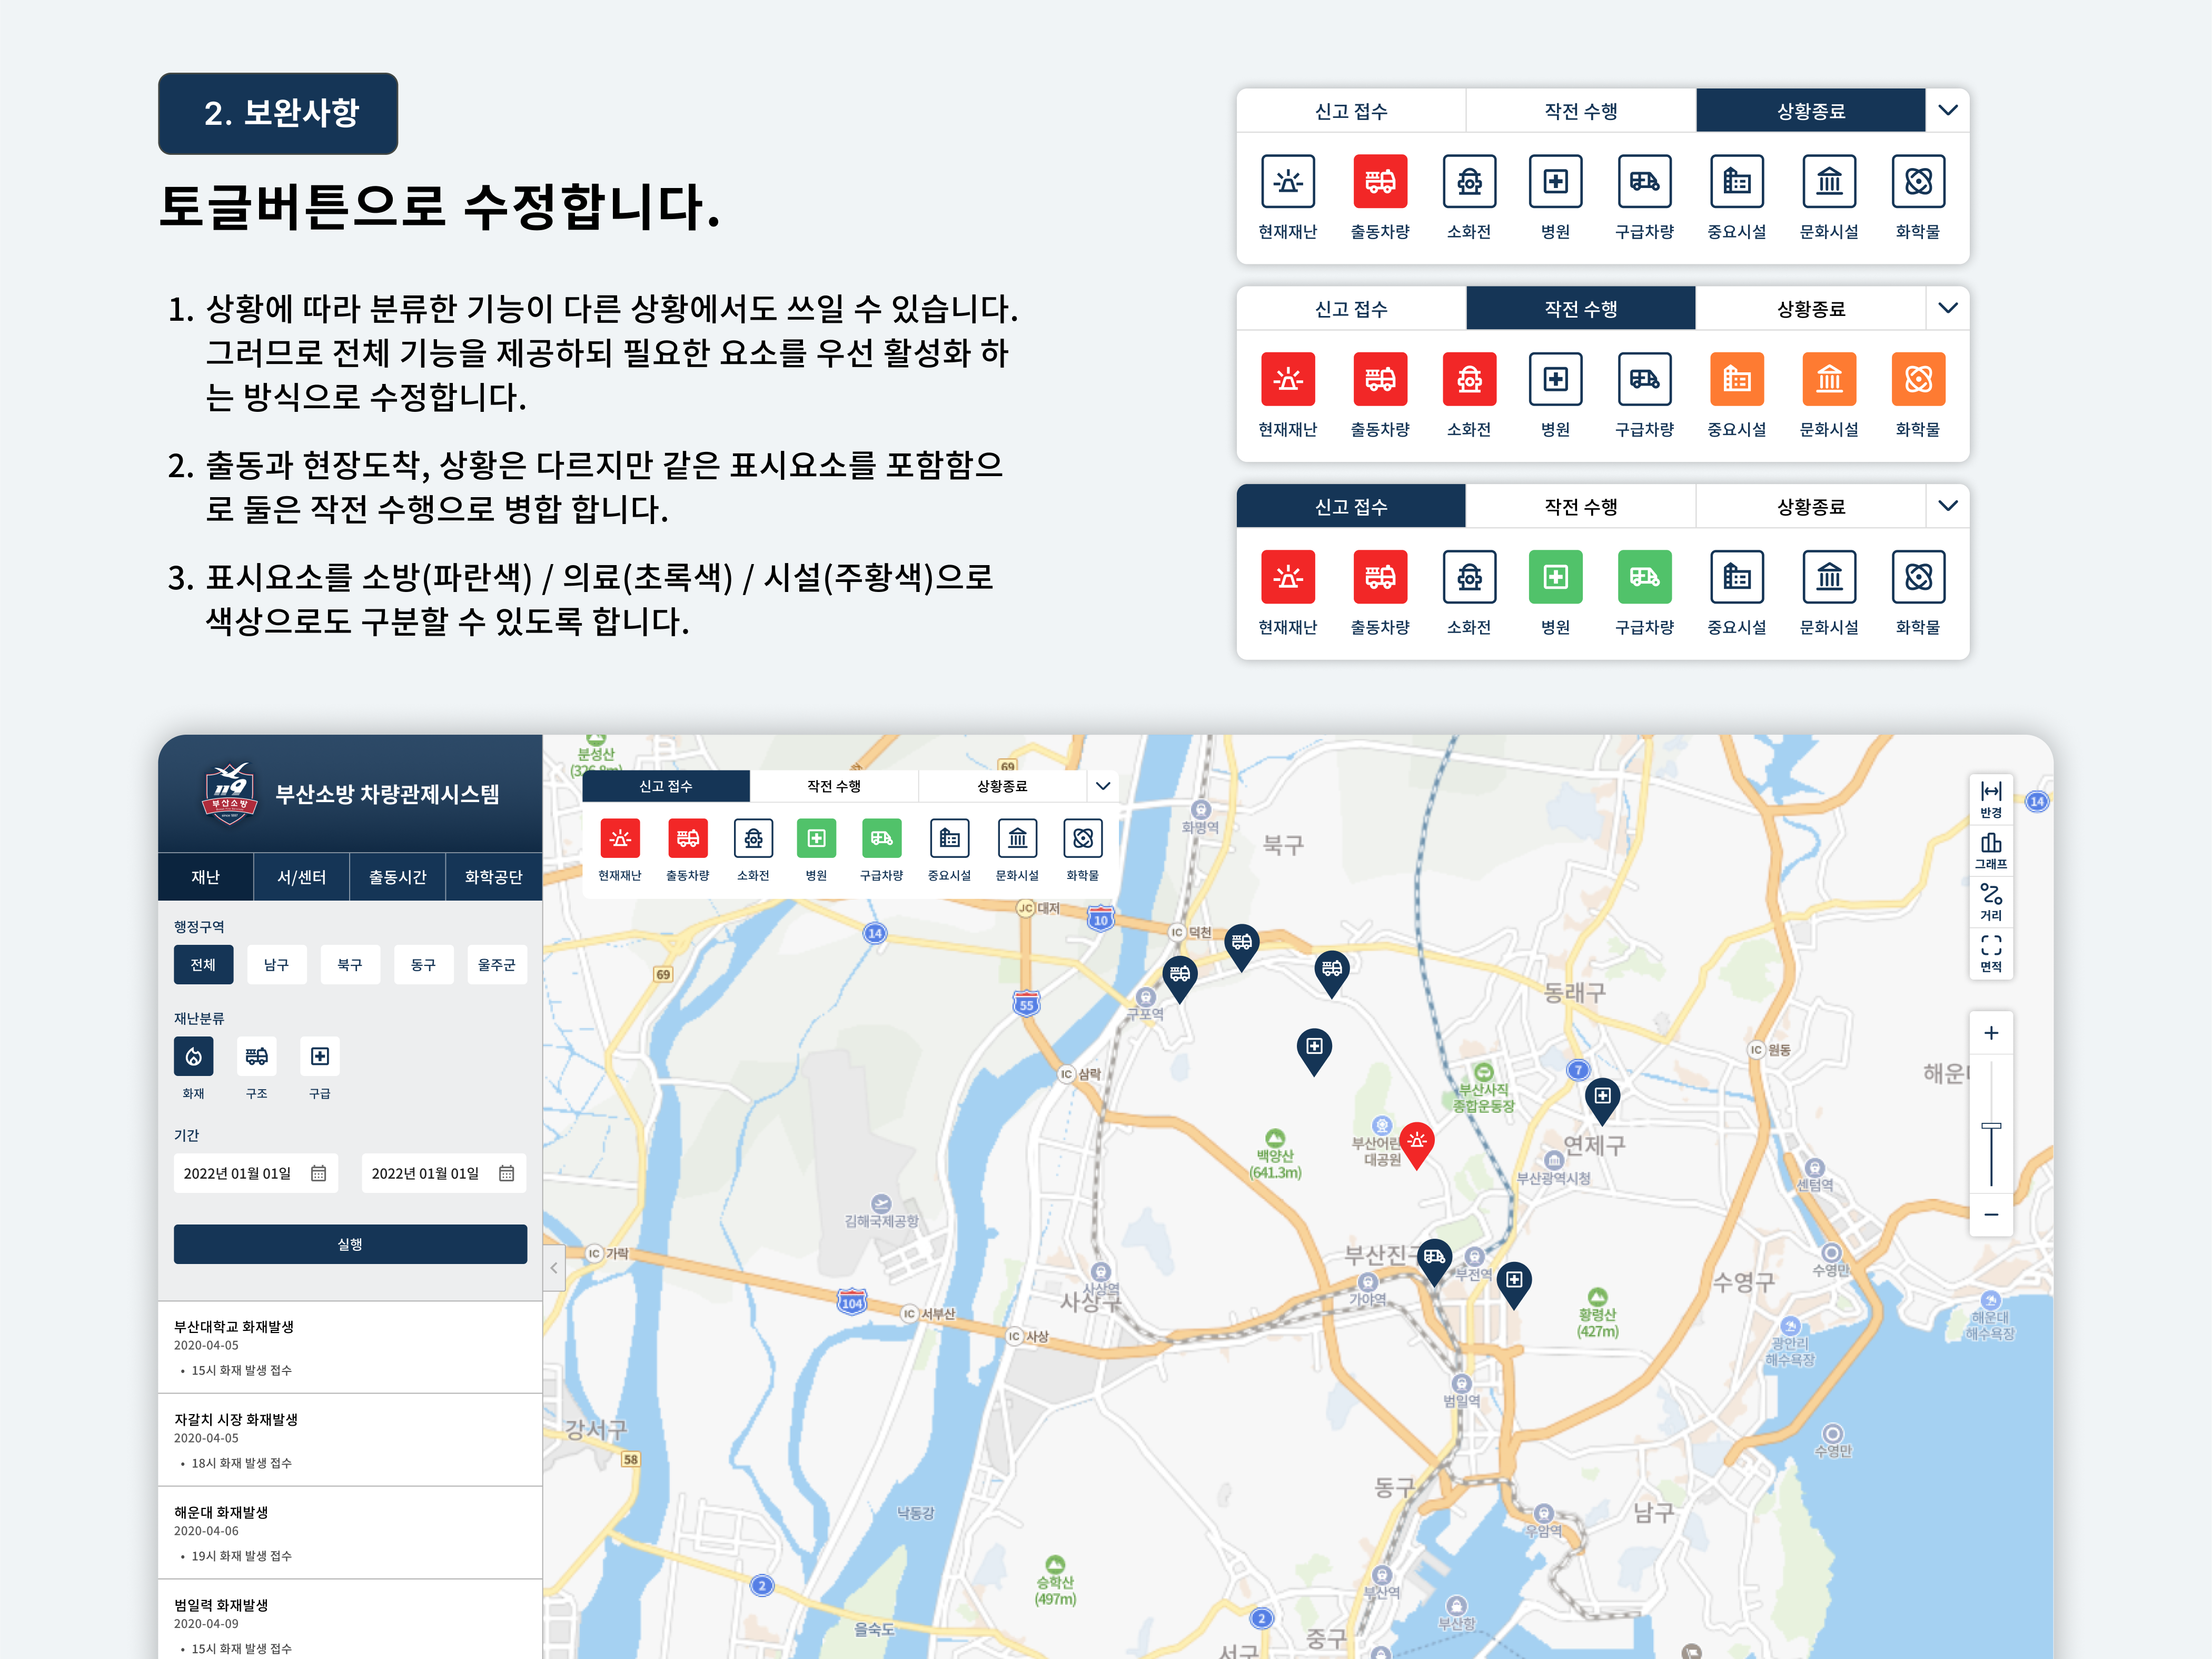 2. 보완사항
토글버튼으로 수정합니다.
1. 상황에 따라 분류한 기능이 다른 상황에서도 쓰일 수 있습니다.
그러므로 전체 기능을 제공하되 필요한 요소를 우선 활성화 하
는 방식으로 수정합니다.
2. 출동과 현장도착, 상황은 다르지만 같은 표시요소를 포함함으
로 둘은 작전 수행으로 병합 합니다.
3. 표시요소를 소방(파란색) / 의료(초록색) / 시설(주황색)으로
색상으로도 구분할 수 있도록 합니다.
신고 접수 작전 수행 상황종료
현재재난 출동차량 소화전 병원 구급차량 중요시설 문화시설 화학물
신고 접수 작전 수행 상황종료
현재재난 출동차량 소화전 병원 구급차량 중요시설 문화시설 화학물
신고 접수 작전 수행 상황종료
현재재난 출동차량 소화전 병원 구급차량 중요시설 문화시설 화학물
119
부산소방
부산소방 차량관제시스템
재난 서/센터 출동시간 화학공단
행정구역
전체 남구 북구 동구 울주군
재난분류
화재 구조 구급
기간
2022년 01월 01일 2022년 01월 01일
실행
부산대학교 화재발생
2020-04-05
• 15시 화재 발생 접수
자갈치 시장 화재발생
2020-04-05
• 18시 화재 발생 접수
해운대 화재발생
2020-04-06
• 19시 화재 발생 접수
범일력 화재발생
2020-04-09
• 15시 화재 발생 접수
분성산
69
신고 접수 작전 수행 상황종료
현재재난 출동차량 소화전 병원 구급차량 중요시설 문화시설 화학물
반경
그래프
거리
면적
14
화명역
북구
JC 대저
10
14
IC 덕천
69
55
구포역
동래구
IC 원동
IC 삼락
7
해운
부산사직
종합운동장
부산어린
대공원
백양산
(641.3m)
연제구
부산광역시청
센텀역
김해국제공항
IC 가락
부산진구
부전역
수영만
사상역
사상구
가야역
수영구
104
IC 서부산
IC 사상
황령산
(427m)
해운대
해수욕장
광안리
해수욕장
범일역
강서구
58
수영만
동구
낙동강
남구
우암역
승학산
(497m)
2
부산역
부산항
2
을숙도
서구
중구